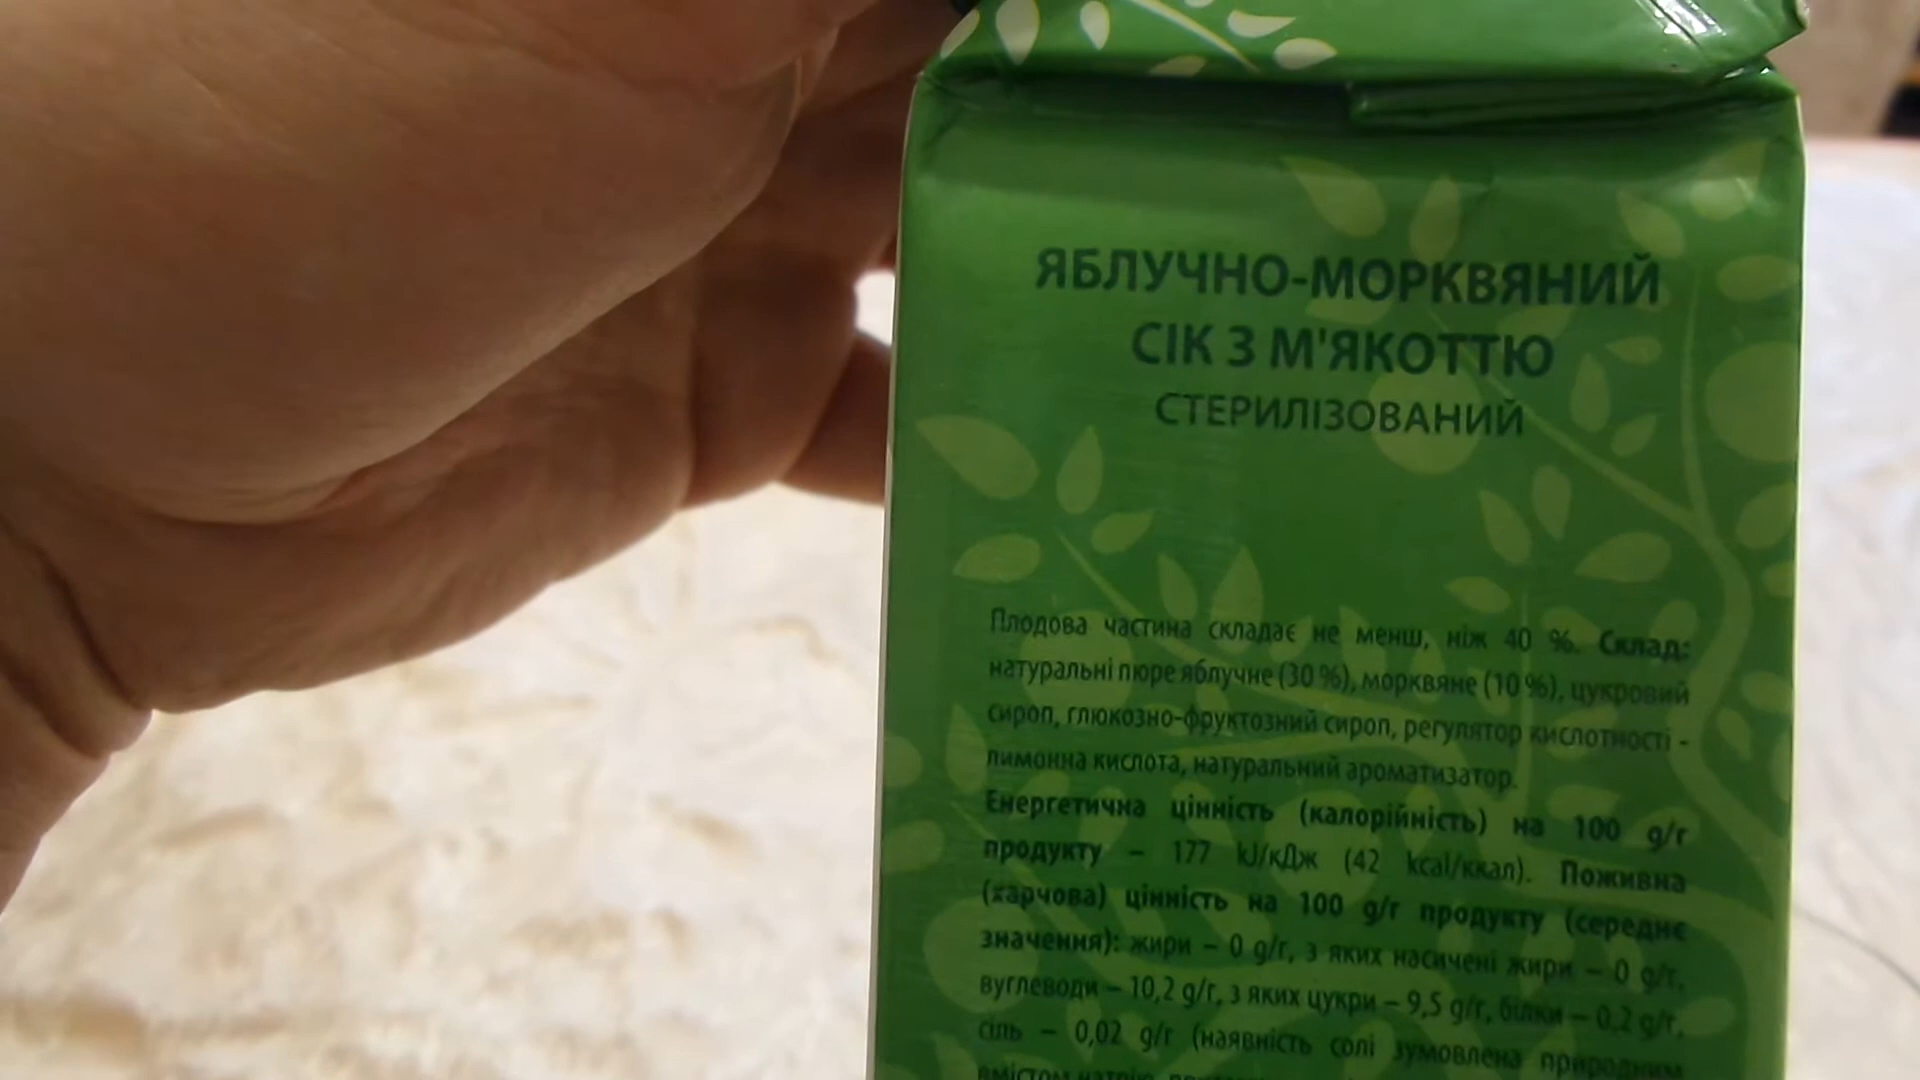 ЯБЛУЧНО-МОРКВЯНИЙ
СІК З М'ЯКОТТЮ
СТЕРИЛІЗОВАНИЙ
Плодова частина складає не менш, ніж 40 %. Склад:
натуральні пюре яблучне (30 %), морквяне (10 %), цукровий
сироп, глюкозно-фруктозний сироп, регулятор кислотності -
лимонна кислота, натуральний ароматизатор.
Енергетична цінність (калорійність) на 100 g/г
продукту – 177 kJ/кДж (42 kcal/ккал). Поживна
(харчова) цінність на 100 g/г продукту (середнє
значення): жири – 0 g/г, з яких насичені жири – 0 g/г,
вуглеводи – 10,2 g/г, з яких цукри – 9,5 g/г, білки – 0,2 g/г,
сіль – 0,02 g/г (наявність солі зумовлена природним
вмістом натрію,